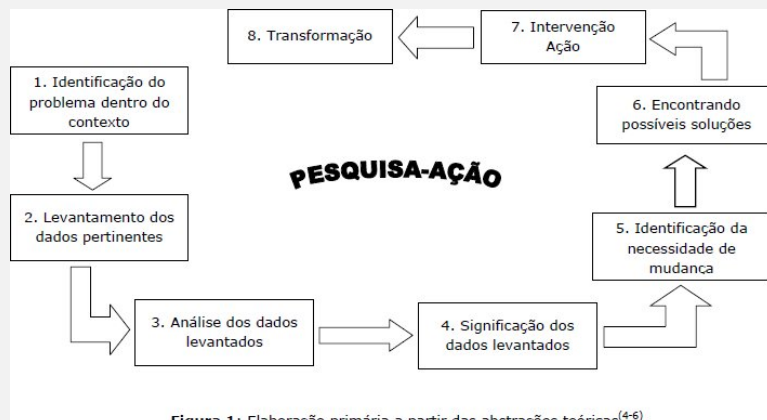 8. Transformação
7. Intervenção
Ação
1. Identificação do
problema dentro do
contexto
6. Encontrando
possíveis soluções
PESQUISA-AÇÃO
2. Levantamento dos
dados pertinentes
5. Identificação da
necessidade de
mudança
3. Análise dos dados
levantados
4. Significação dos
dados levantados
Figura 1: Elaboração primária a partir das abstrações teóricas(4-6)